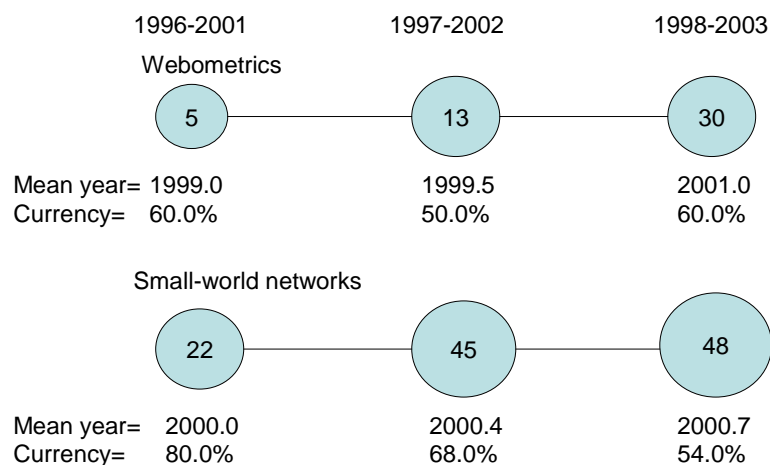 1996-2001 1997-2002 1998-2003
Webometrics
5 13 30
Mean year= 1999.0 1999.5 2001.0
Currency= 60.0% 50.0% 60.0%
Small-world networks
22 45 48
Mean year= 2000.0 2000.4 2000.7
Currency= 80.0% 68.0% 54.0%